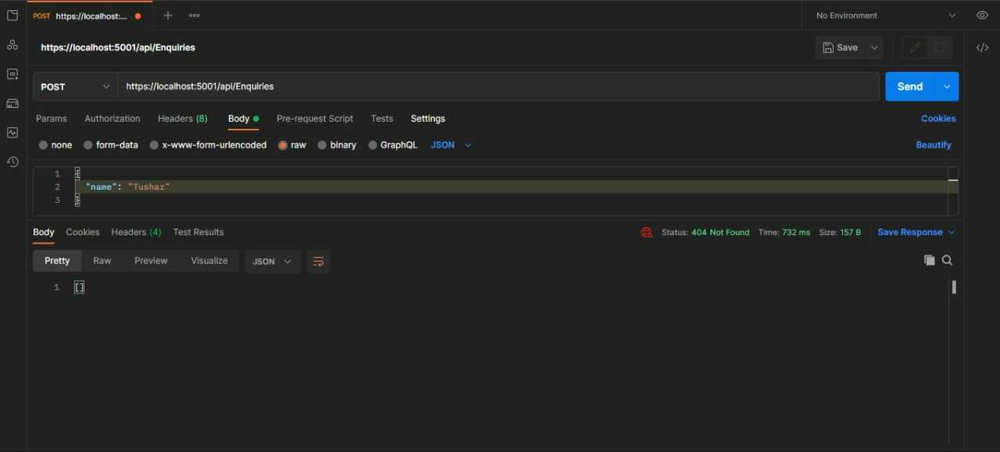 POST https://localhost:... + ooo No Environment
https://localhost:5001/api/Enquiries Save
POST https://localhost:5001/api/Enquiries Send
Params Authorization Headers (8) Body Pre-request Script Tests Settings Cookies
none form-data x-www-form-urlencoded raw binary GraphQL JSON Beautify
1 {
2 "name": "Tushar"
3 }
Body Cookies Headers (4) Test Results Status: 404 Not Found Time: 732 ms Size: 157 B Save Response
Pretty Raw Preview Visualize JSON
1 []